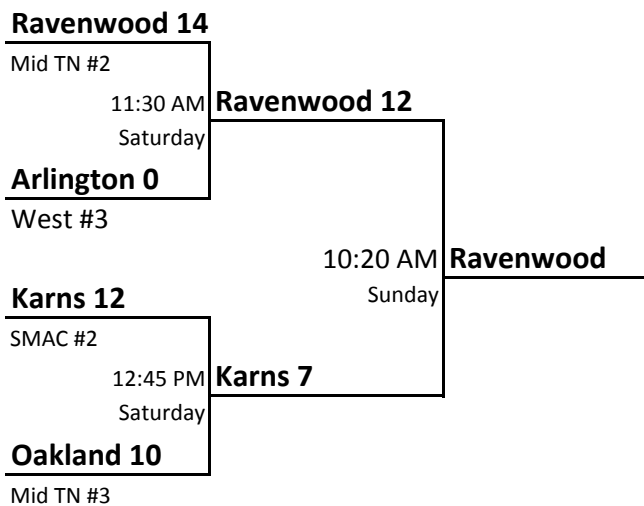 Ravenwood 14
Mid TN #2
11:30 AM Ravenwood 12
Saturday
Arlington 0
West #3
10:20 AM Ravenwood
Karns 12
Sunday
SMAC #2
12:45 PM Karns 7
Saturday
Oakland 10
Mid TN #3